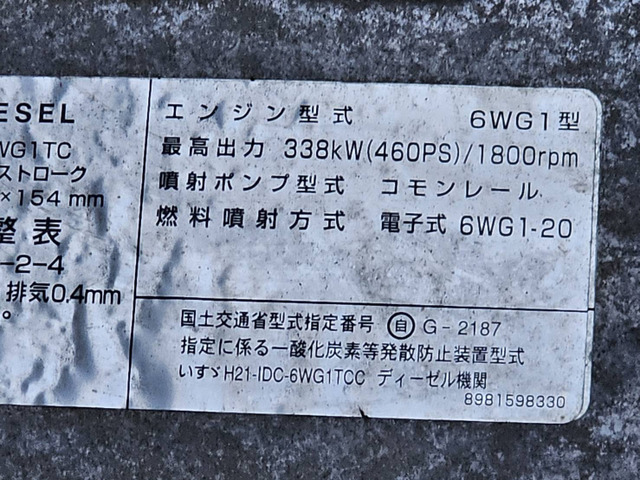 ESEL
WG1TC
ストローク
×154 mm
整表
-2-4
排気0.4mm
。
エンジン型式 6WG1型
最高出力 338kW(460PS)/1800rpm
噴射ポンプ型式 コモンレール
燃料噴射方式 電子式 6WG1-20
国土交通省型式指定番号 自 G-2187
指定に係る一酸化炭素等発散防止装置型式
いすゞH21-IDC-6WG1TCC ディーゼル機関
8981598330